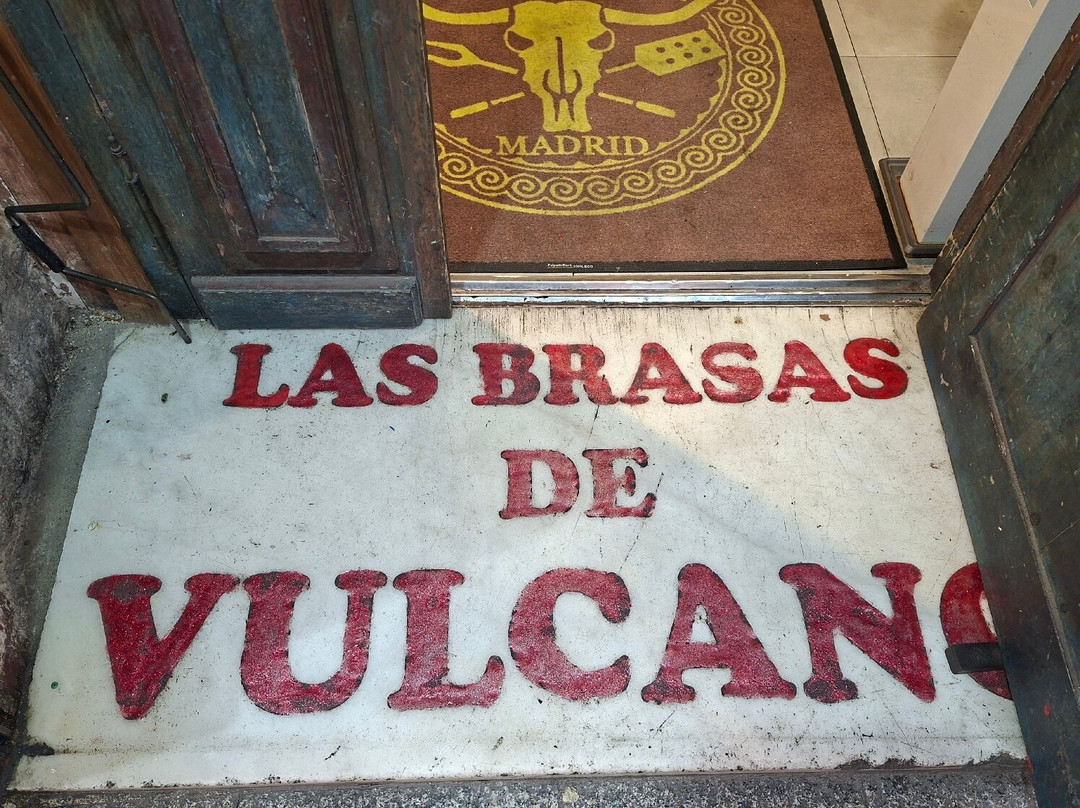 MADRID
LAS BRASAS
DE
VULCANO